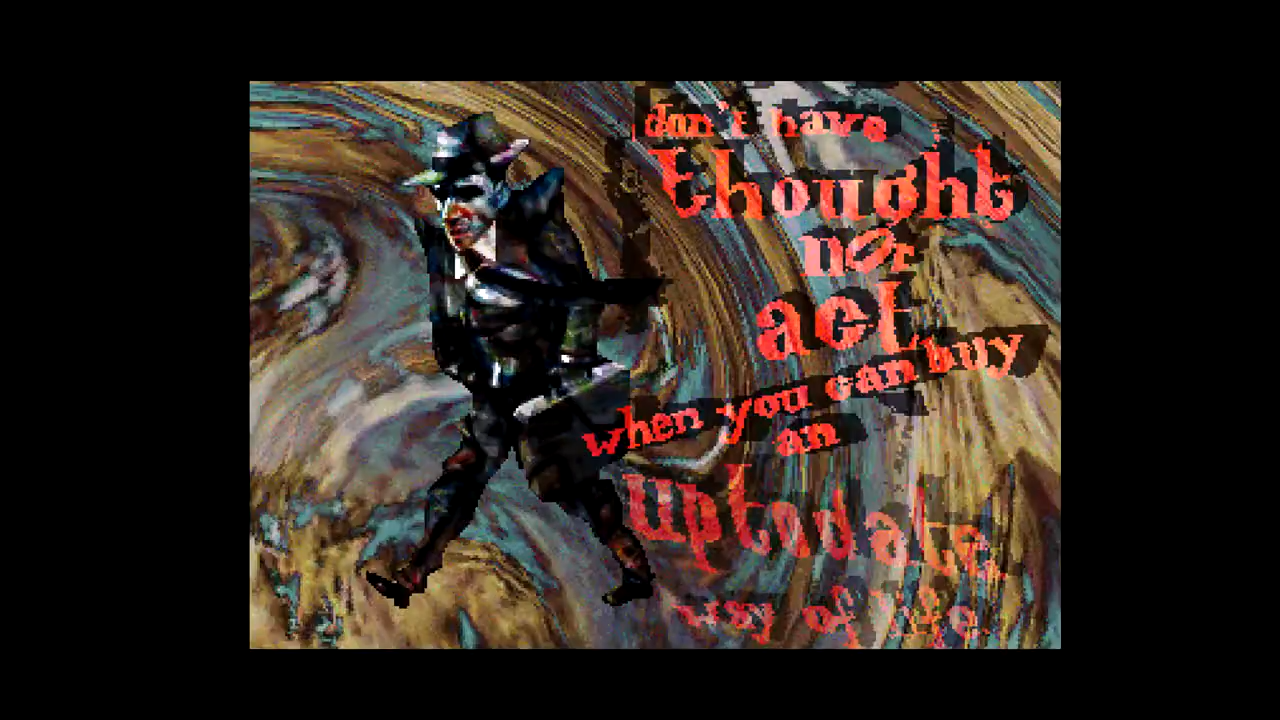 don't have
thought
nor
act
when you can buy
an
uptodate
way of life